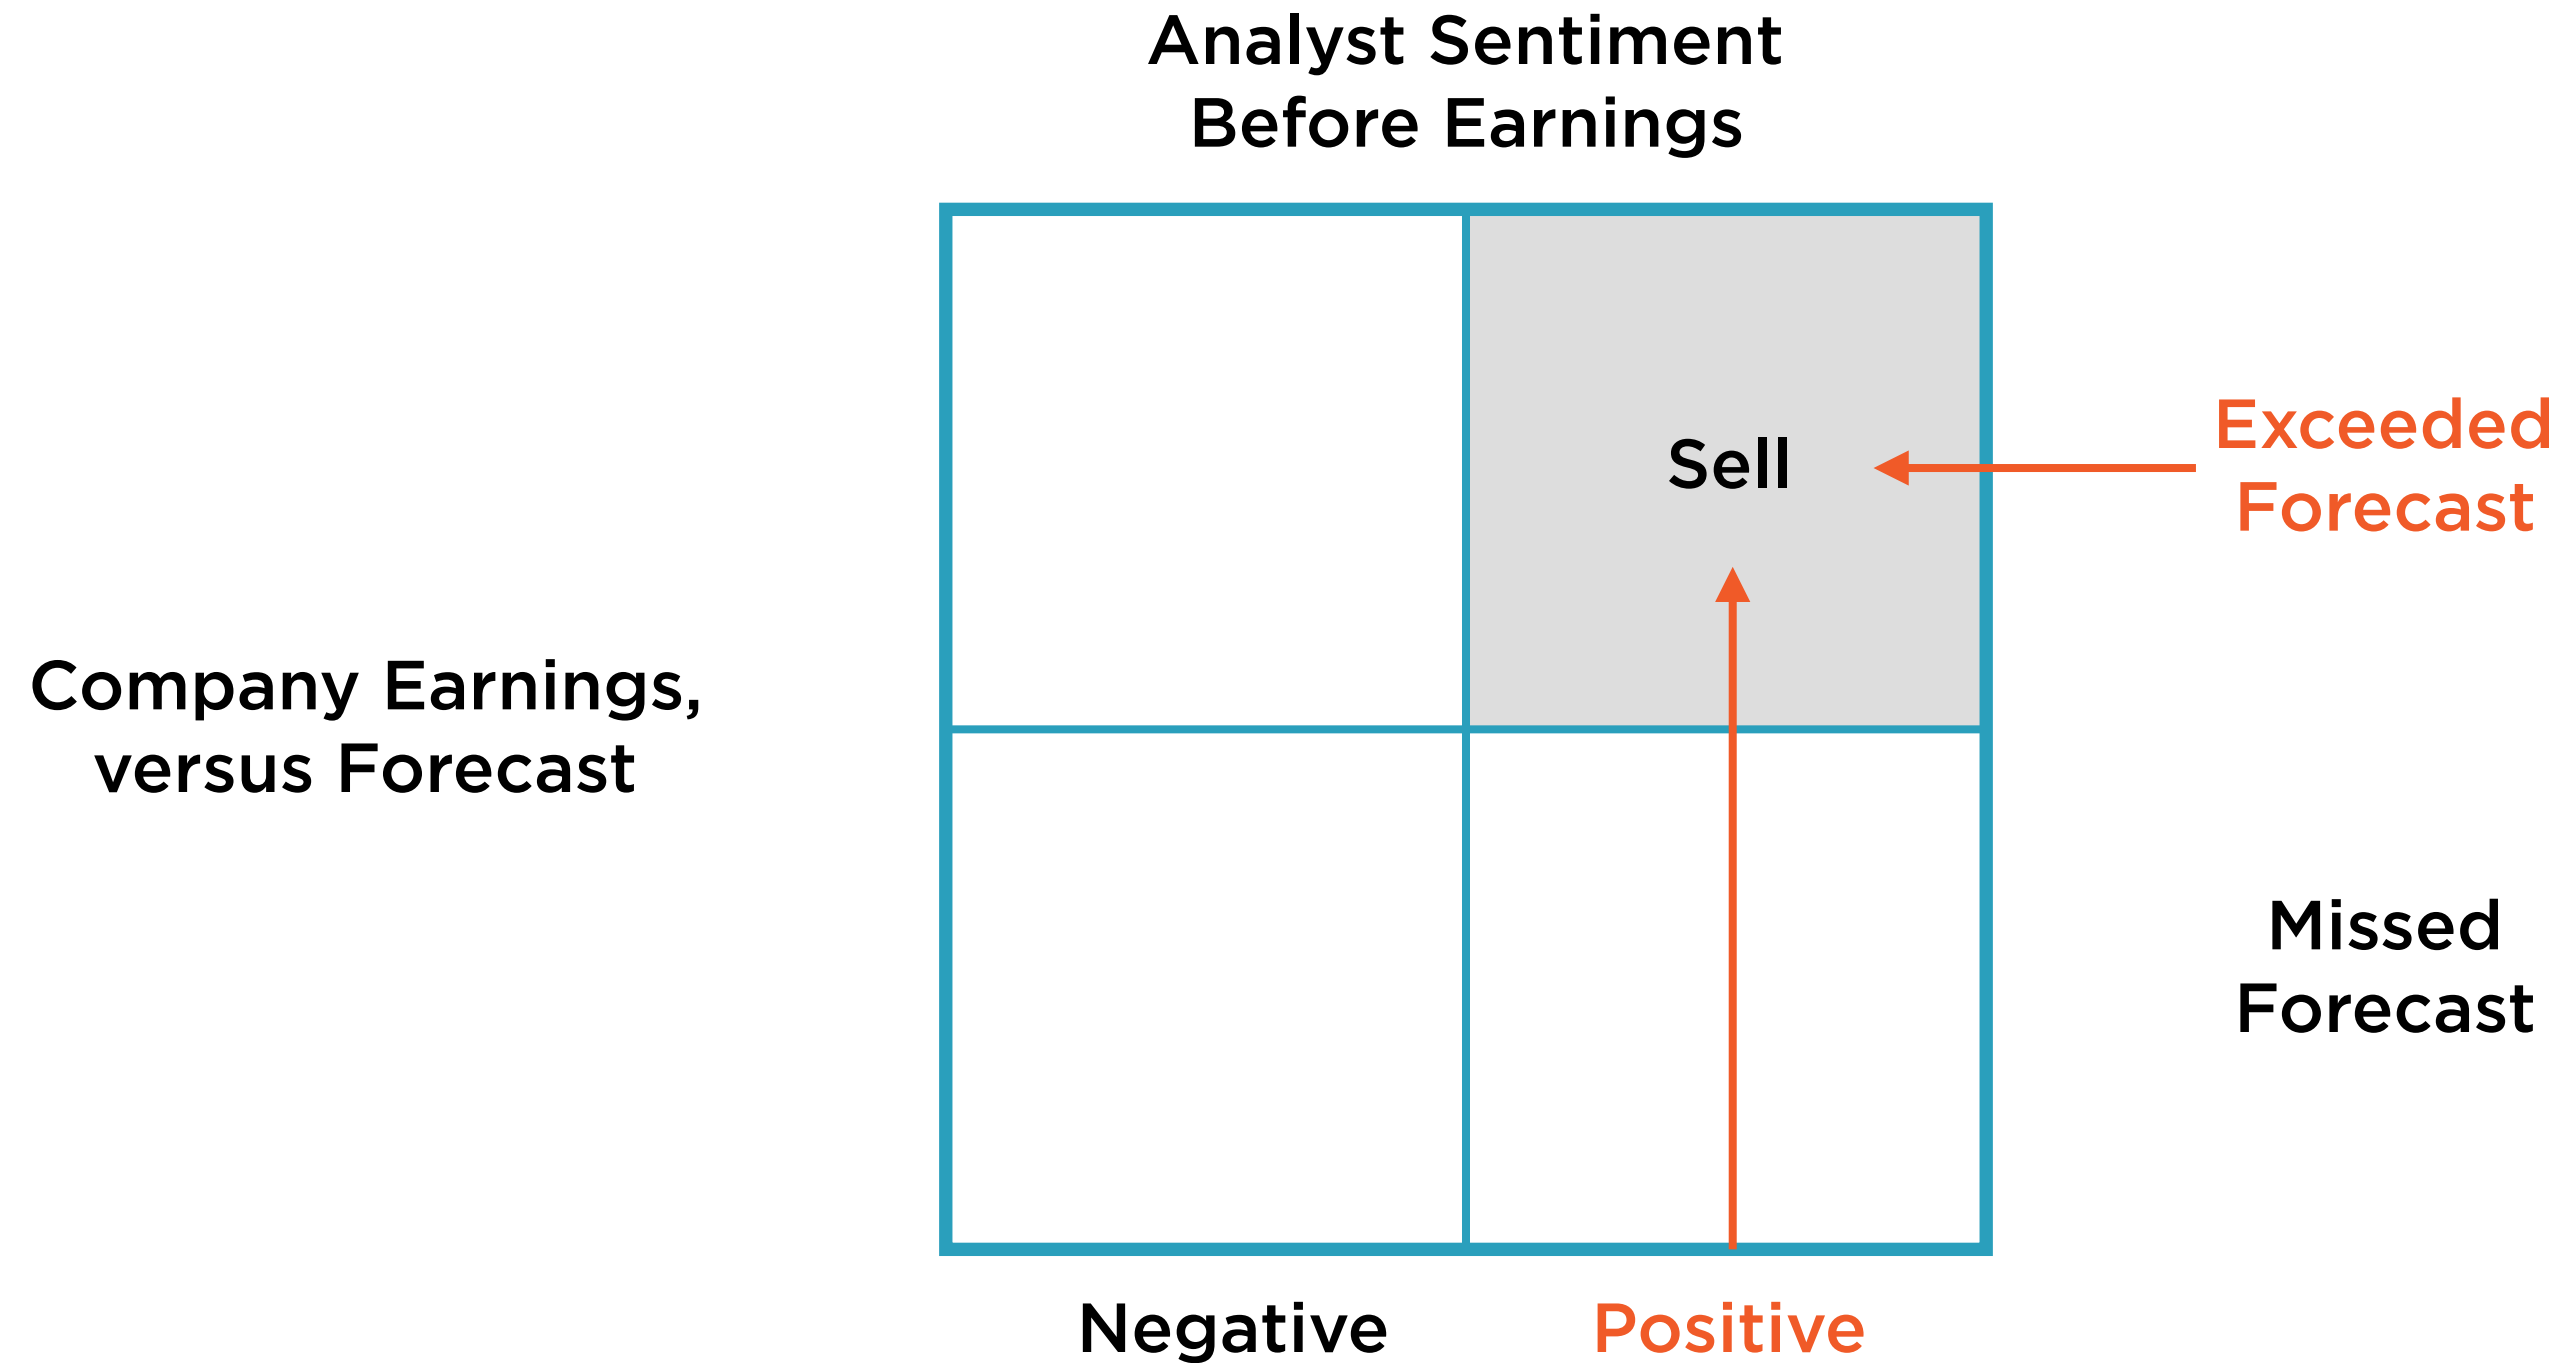 Analyst Sentiment
Before Earnings
Sell
Exceeded
Forecast
Company Earnings,
versus Forecast
Missed
Forecast
Negative
Positive